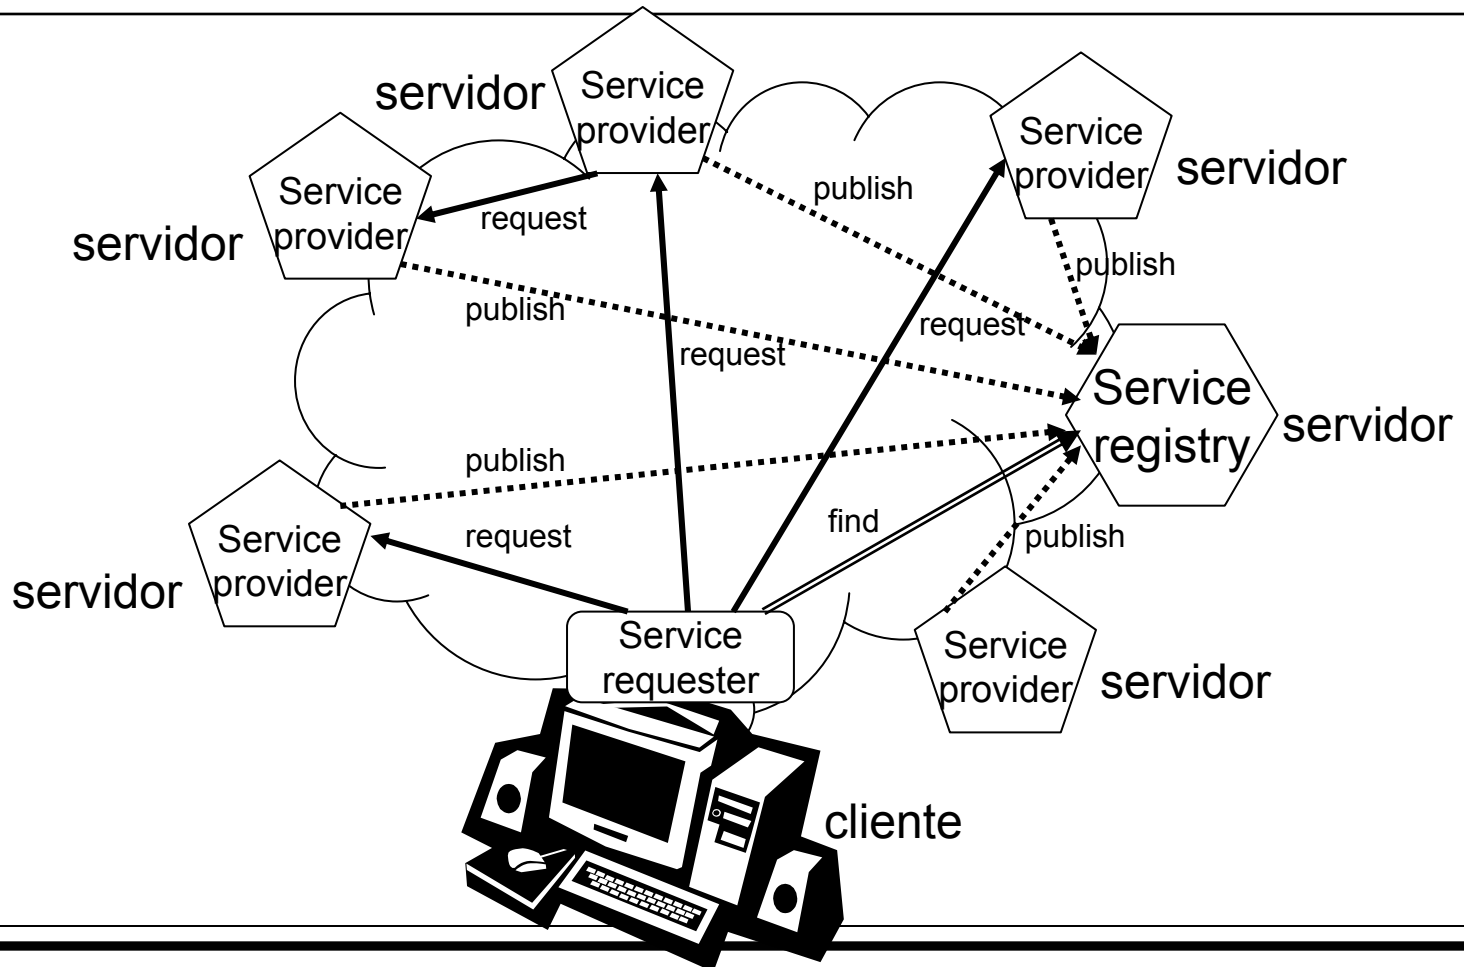 servidor
Service
provider
Service
provider
servidor
Service
provider
servidor
request
publish
publish
publish
request
request
Service
registry
servidor
publish
find
request
publish
Service
provider
servidor
Service
requester
Service
provider
servidor
cliente